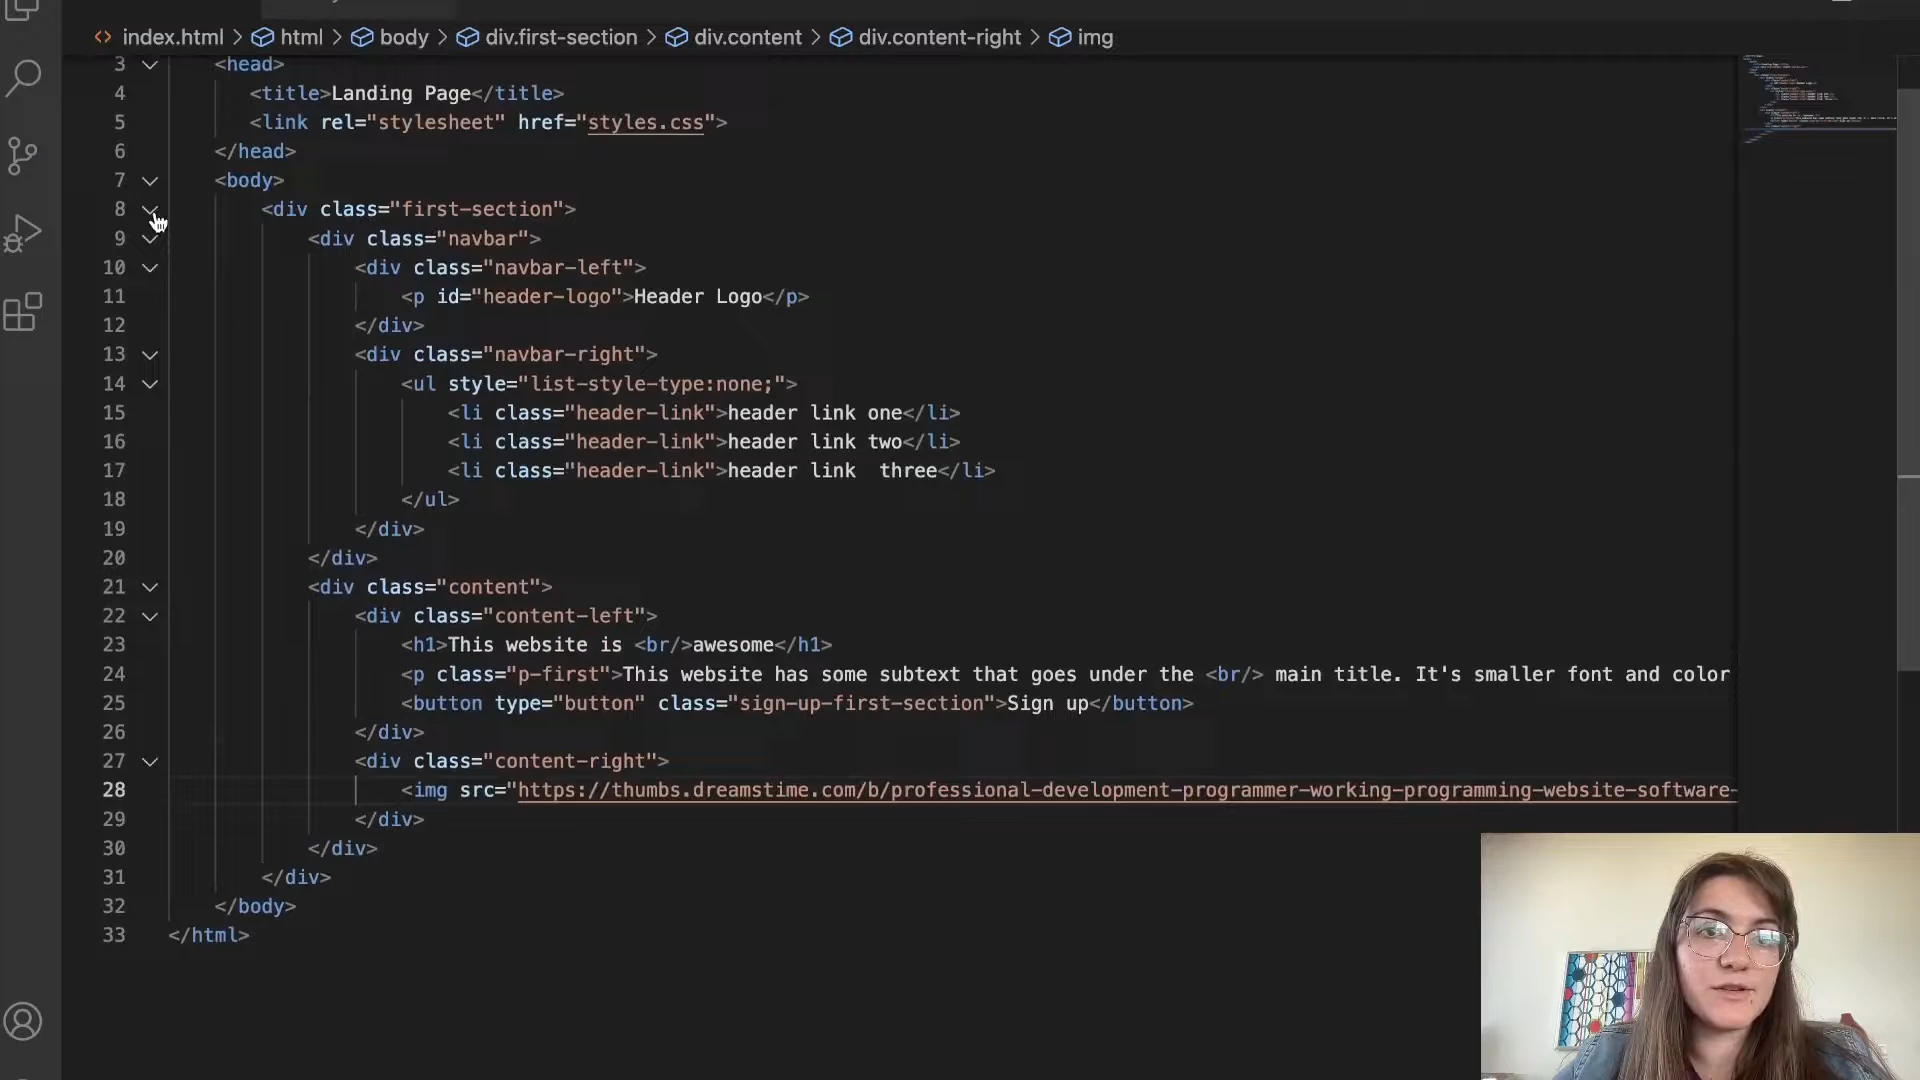 index.html > html > body > div.first-section > div.content > div.content-right > img
3 <head>
4 <title>Landing Page</title>
5 <link rel="stylesheet" href="styles.css">
6 </head>
7 <body>
8 <div class="first-section">
9 <div class="navbar">
10 <div class="navbar-left">
11 <p id="header-logo">Header Logo</p>
12 </div>
13 <div class="navbar-right">
14 <ul style="list-style-type:none;">
15 <li class="header-link">header link one</li>
16 <li class="header-link">header link two</li>
17 <li class="header-link">header link  three</li>
18 </ul>
19 </div>
20 </div>
21 <div class="content">
22 <div class="content-left">
23 <h1>This website is <br/>awesome</h1>
24 <p class="p-first">This website has some subtext that goes under the <br/> main title. It's smaller font and color
25 <button type="button" class="sign-up-first-section">Sign up</button>
26 </div>
27 <div class="content-right">
28 <img src="https://thumbs.dreamstime.com/b/professional-development-programmer-working-programming-website-software-
29 </div>
30 </div>
31 </div>
32 </body>
33 </html>